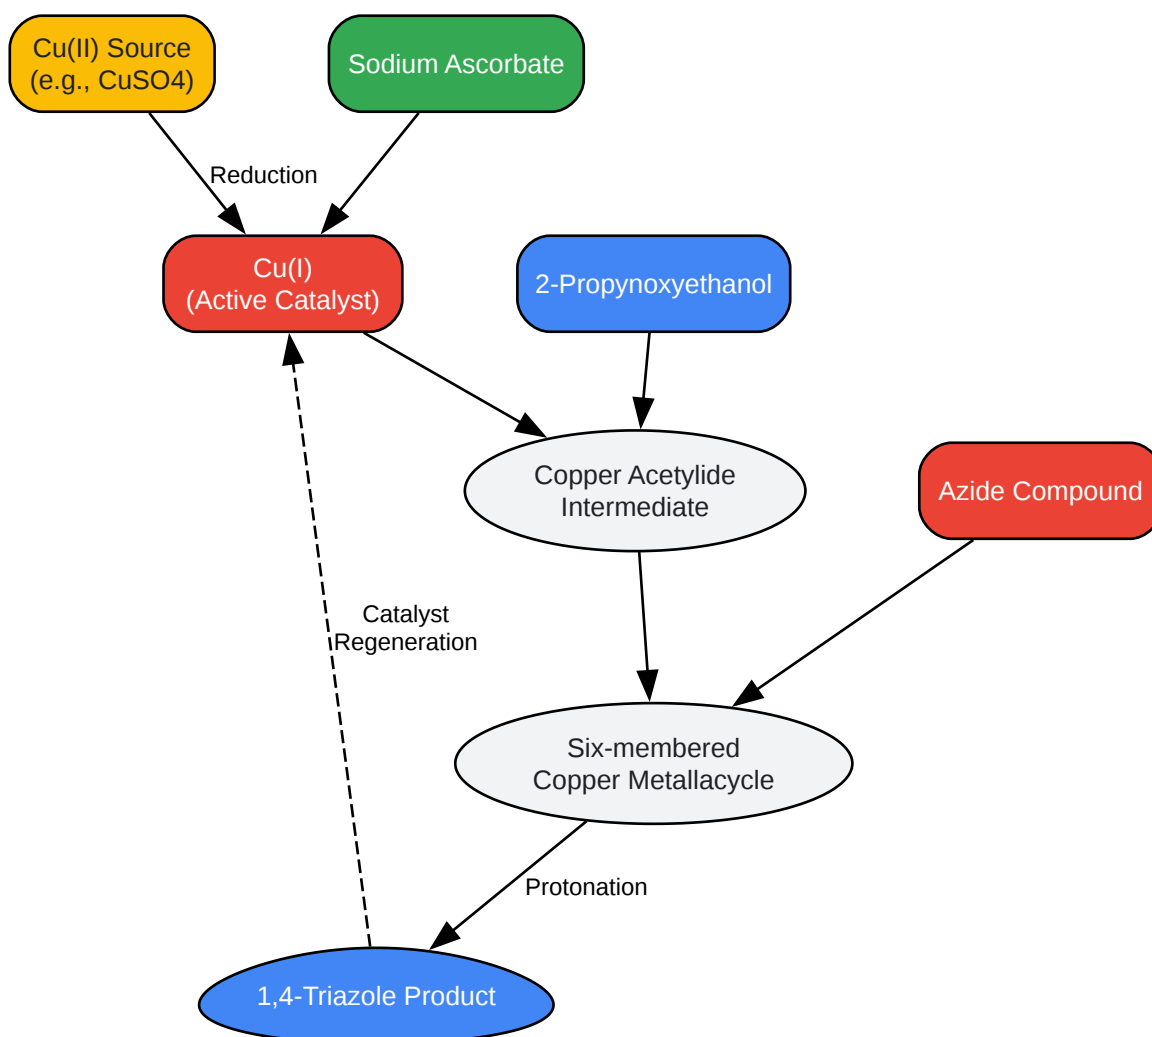 Cu(II) Source
(e.g., CuSO4)
Sodium Ascorbate
Reduction
Cu(I)
(Active Catalyst)
2-Propynoxyethanol
Copper Acetylide
Intermediate
Azide Compound
Catalyst
Regeneration
Six-membered
Copper Metallacycle
Protonation
1,4-Triazole Product